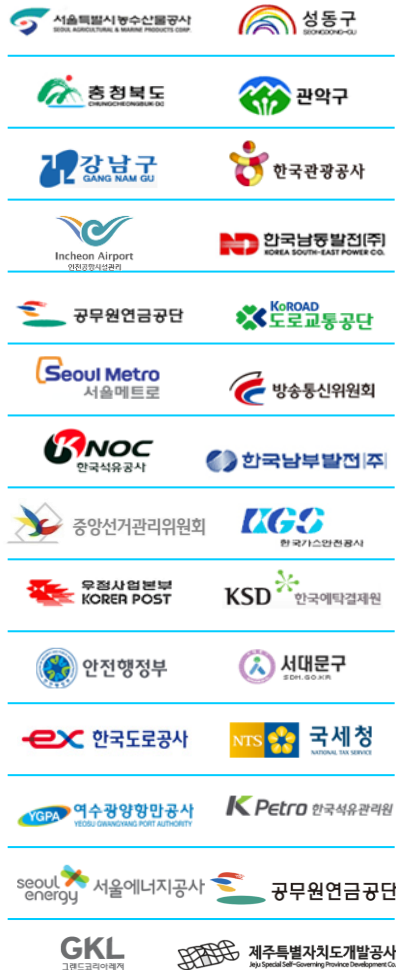 서울특별시농수산물공사
SEOUL AGRICULTURAL & MARINE PRODUCTS CORP.
성동구
SEONGDONG-GU
충청북도
CHUNGCHEONGBUK-DO
관악구
강남구
GANG NAM GU
한국관광공사
Incheon Airport
인천공항시설관리
한국남동발전(주)
KOREA SOUTH-EAST POWER CO.
공무원연금공단
KoROAD
도로교통공단
Seoul Metro
서울메트로
방송통신위원회
KNOC
한국석유공사
한국남부발전(주)
중앙선거관리위원회
KGS
한국가스안전공사
우정사업본부
KOREA POST
KSD 한국예탁결제원
안전행정부
서대문구
SDM.GO.KR
ex 한국도로공사
NTS 국세청
NATIONAL TAX SERVICE
YGPA 여수광양항만공사
YEOSU GWANGYANG PORT AUTHORITY
K Petro 한국석유관리원
seoul energy 서울에너지공사
공무원연금공단
GKL
그랜드코리아레저
제주특별자치도개발공사
Jeju Special Self-Governing Province Development Co.